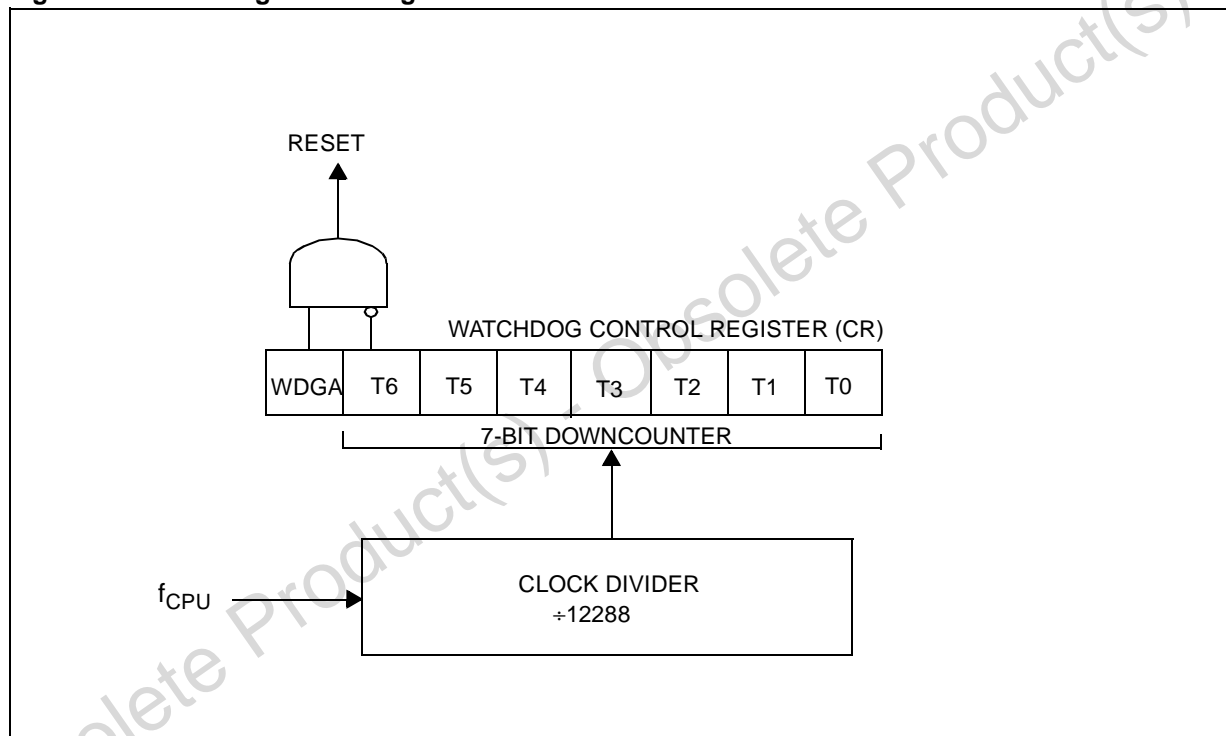 RESET
WATCHDOG CONTROL REGISTER (CR)
WDGA T6 T5 T4 T3 T2 T1 T0
7-BIT DOWNCOUNTER
fCPU
CLOCK DIVIDER
÷12288
Obsolete Product(s) - Obsolete Product(s)